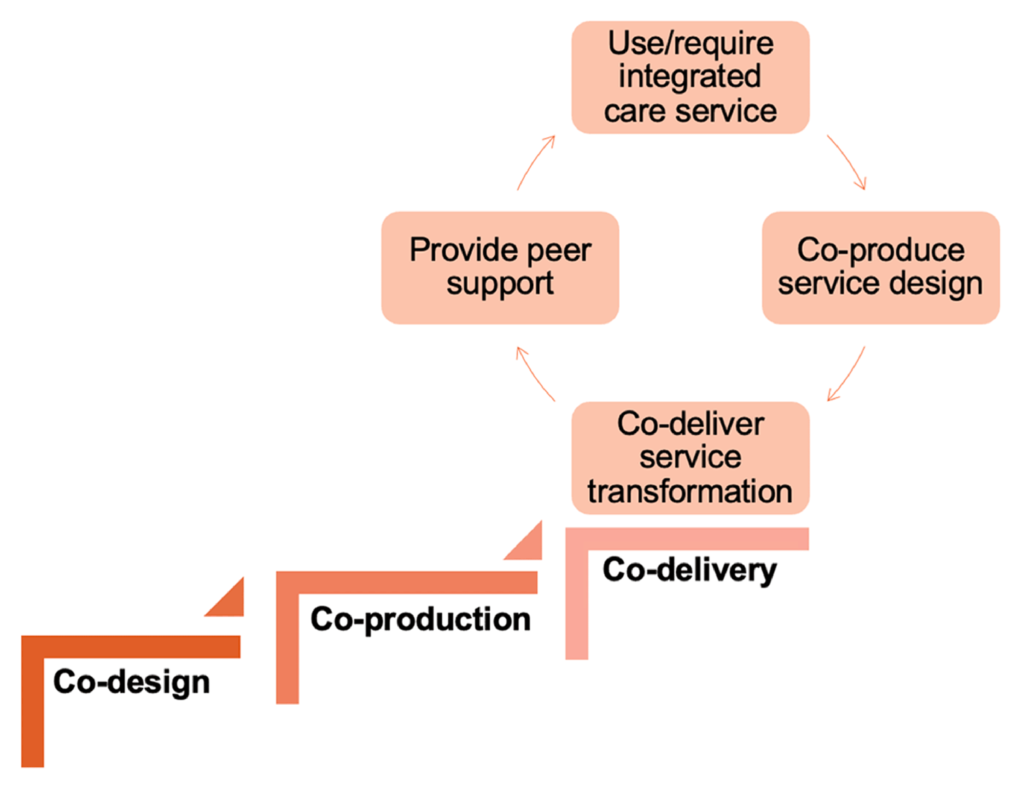 Use/require
integrated
care service
Provide peer
support
Co-produce
service design
Co-deliver
service
transformation
Co-delivery
Co-production
Co-design